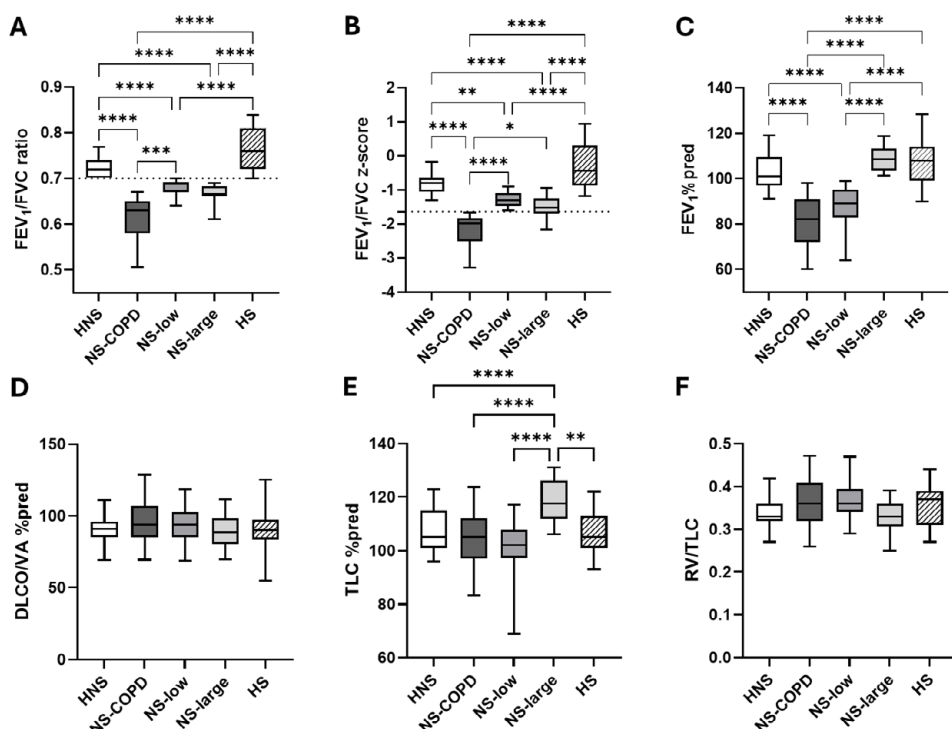 A
****
****
****
****
****
****
****
***
FEV₁/FVC ratio
0.9
0.8
0.7
0.6
0.5
HNS
NS-COPD
NS-low
NS-large
HS
B
****
****
****
**
****
****
*
****
FEV₁/FVC z-score
2
1
0
-1
-2
-3
-4
HNS
NS-COPD
NS-low
NS-large
HS
C
****
****
****
****
****
****
FEV₁% pred
140
120
100
80
60
HNS
NS-COPD
NS-low
NS-large
HS
D
DLCO/VA %pred
150
100
50
0
HNS
NS-COPD
NS-low
NS-large
HS
E
****
****
****
**
TLC %pred
140
120
100
80
60
HNS
NS-COPD
NS-low
NS-large
HS
F
RV/TLC
0.5
0.4
0.3
0.2
0.1
0.0
HNS
NS-COPD
NS-low
NS-large
HS